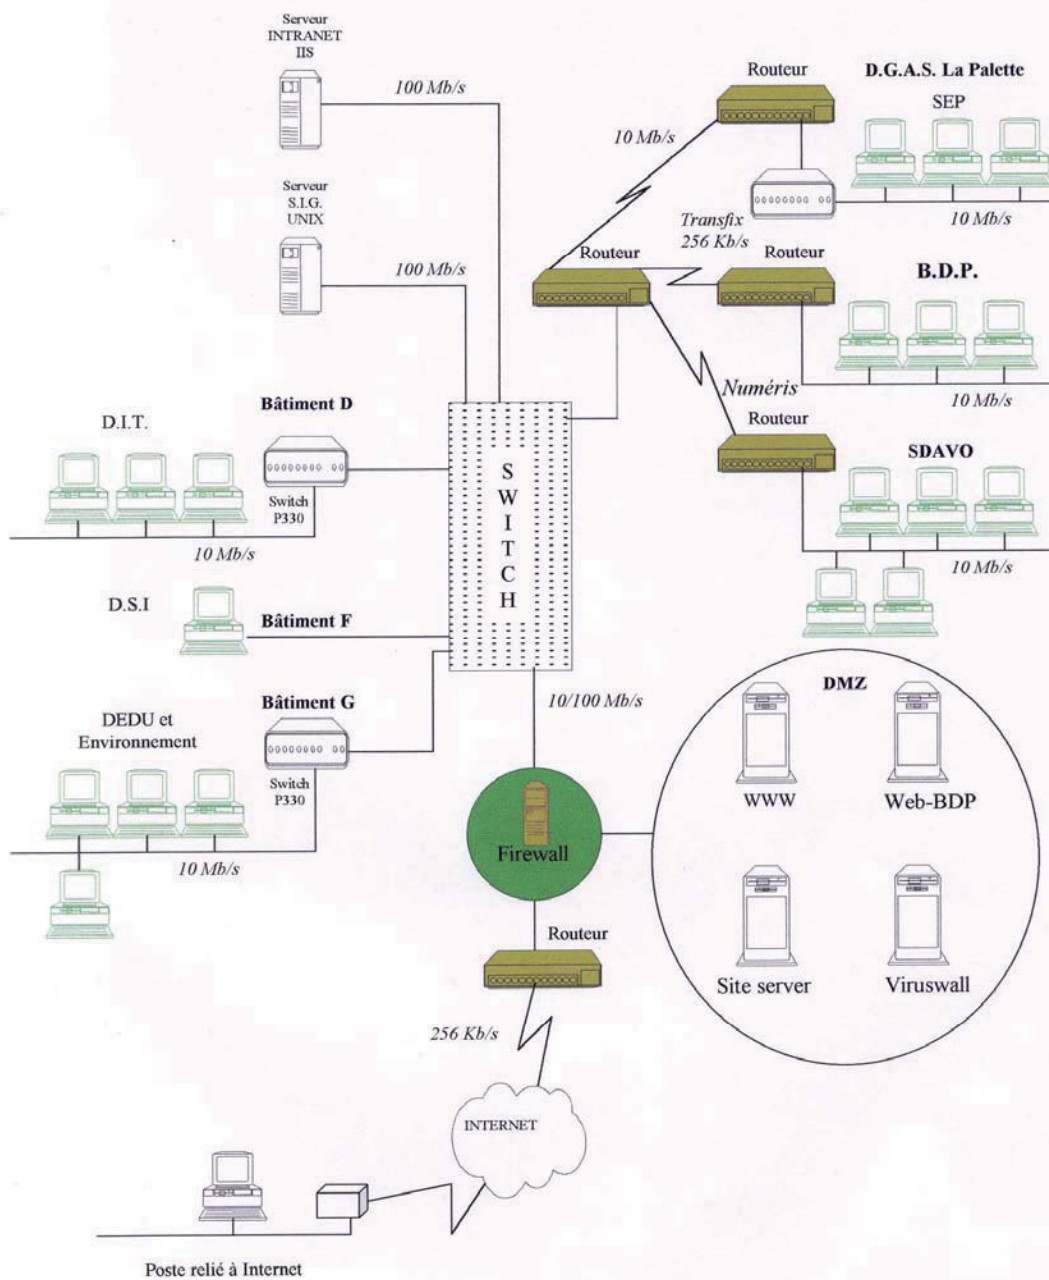 Serveur
INTRANET
IIS
100 Mb/s
Serveur
S.I.G.
UNIX
100 Mb/s
Routeur
D.G.A.S. La Palette
SEP
10 Mb/s
10 Mb/s
Transfix
256 Kb/s
Routeur
Routeur
B.D.P.
10 Mb/s
Numéris
Routeur
SDAVO
10 Mb/s
D.I.T.
Bâtiment D
Switch
P330
10 Mb/s
SWITCH
D.S.I
Bâtiment F
Bâtiment G
DEDU et
Environnement
Switch
P330
10 Mb/s
10/100 Mb/s
Firewall
DMZ
WWW
Web-BDP
Site server
Viruswall
Routeur
256 Kb/s
INTERNET
Poste relié à Internet